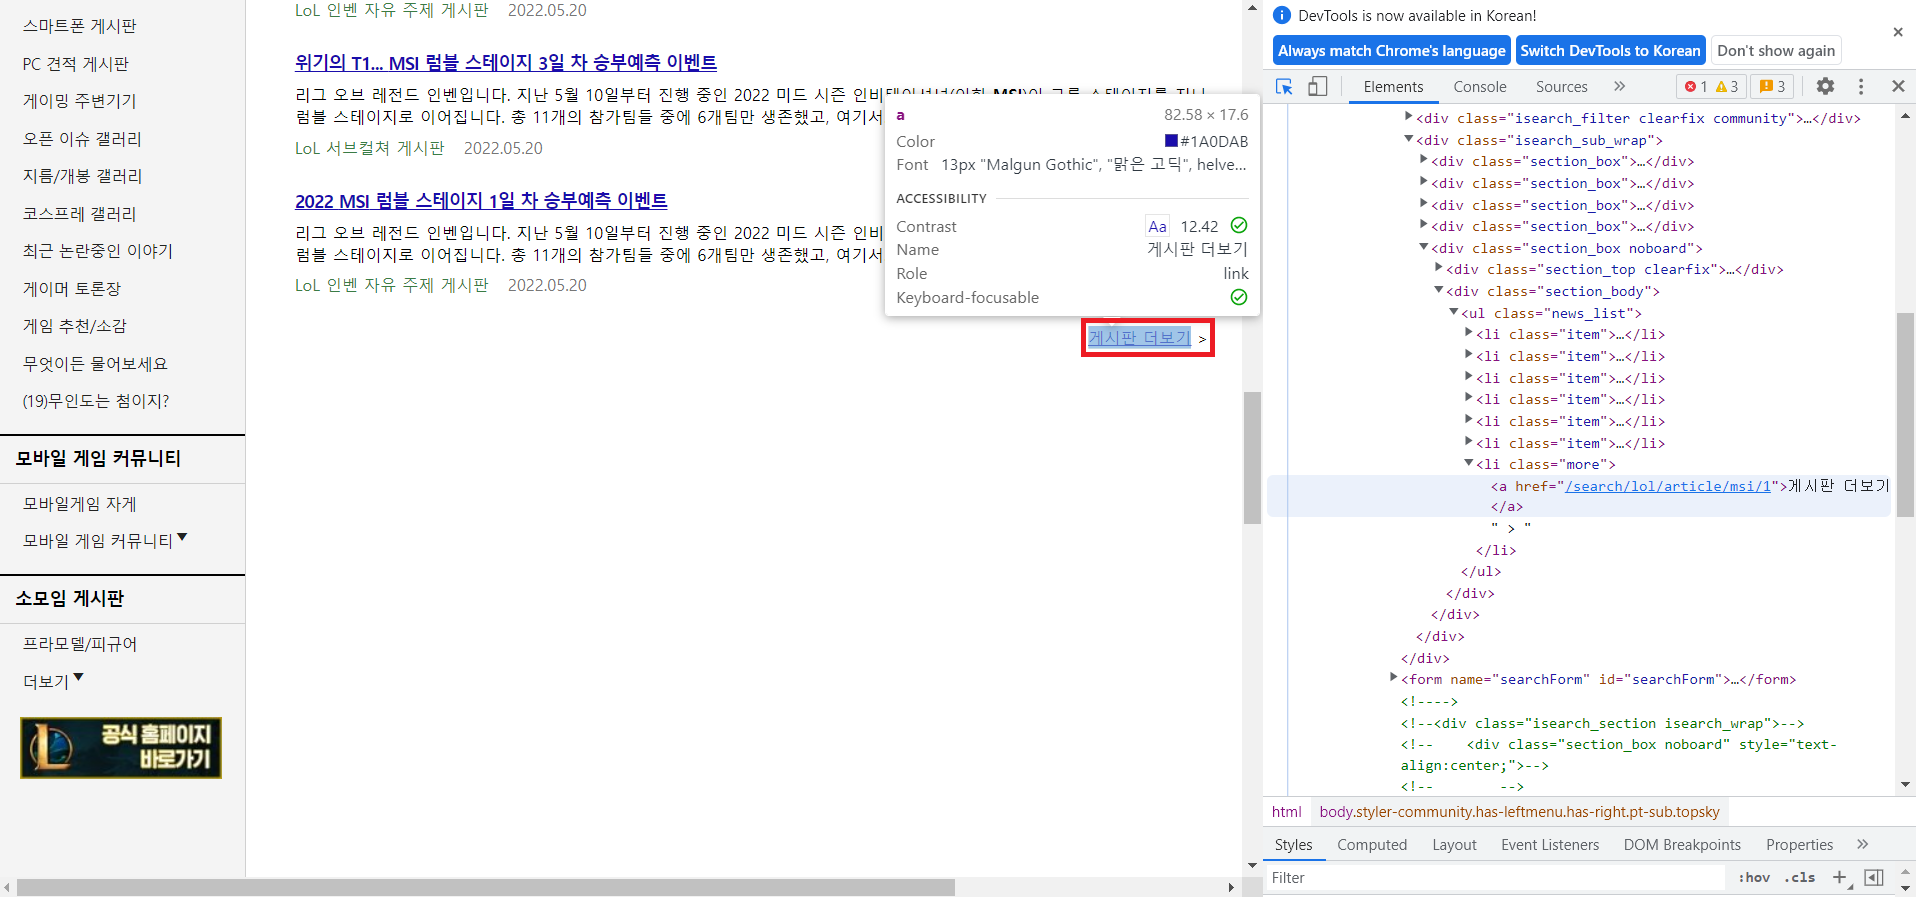 스마트폰 게시판
PC 견적 게시판
게이밍 주변기기
오픈 이슈 갤러리
지름/개봉 갤러리
코스프레 갤러리
최근 논란중인 이야기
게이머 토론장
게임 추천/소감
무엇이든 물어보세요
(19)무인도는 첨이지?
모바일 게임 커뮤니티
모바일게임 자게
모바일 게임 커뮤니티▼
소모임 게시판
프라모델/피규어
더보기▼
공식 홈페이지
바로가기
LoL 인벤 자유 주제 게시판 2022.05.20
위기의 T1... MSI 럼블 스테이지 3일 차 승부예측 이벤트
리그 오브 레전드 인벤입니다. 지난 5월 10일부터 진행 중인 2022 미드 시즌 인비
럼블 스테이지로 이어집니다. 총 11개의 참가팀들 중에 6개팀만 생존했고, 여기서
LoL 서브컬쳐 게시판 2022.05.20
2022 MSI 럼블 스테이지 1일 차 승부예측 이벤트
리그 오브 레전드 인벤입니다. 지난 5월 10일부터 진행 중인 2022 미드 시즌 인비
럼블 스테이지로 이어집니다. 총 11개의 참가팀들 중에 6개팀만 생존했고, 여기서
LoL 인벤 자유 주제 게시판 2022.05.20
a 82.58 × 17.6
Color #1A0DAB
Font 13px "Malgun Gothic", "맑은 고딕", helve...
ACCESSIBILITY
Contrast Aa 12.42
Name 게시판 더보기
Role link
Keyboard-focusable
게시판 더보기 >
DevTools is now available in Korean!
Always match Chrome's language Switch DevTools to Korean Don't show again
Elements Console Sources » 1 3 3
<div class="isearch_filter clearfix community">…</div>
<div class="isearch_sub_wrap">
<div class="section_box">…</div>
<div class="section_box">…</div>
<div class="section_box">…</div>
<div class="section_box">…</div>
<div class="section_box noboard">
<div class="section_top clearfix">…</div>
<div class="section_body">
<ul class="news_list">
<li class="item">…</li>
<li class="item">…</li>
<li class="item">…</li>
<li class="item">…</li>
<li class="item">…</li>
<li class="item">…</li>
<li class="more">
<a href="/search/lol/article/msi/1">게시판 더보기
</a>
" > "
</li>
</ul>
</div>
</div>
</div>
</div>
<form name="searchForm" id="searchForm">…</form>
<!---->
<!--<div class="isearch_section isearch_wrap">-->
<!-- <div class="section_box noboard" style="text-
align:center;">-->
<!-- -->
html body.styler-community.has-leftmenu.has-right.pt-sub.topsky
Styles Computed Layout Event Listeners DOM Breakpoints Properties »
Filter :hov .cls +